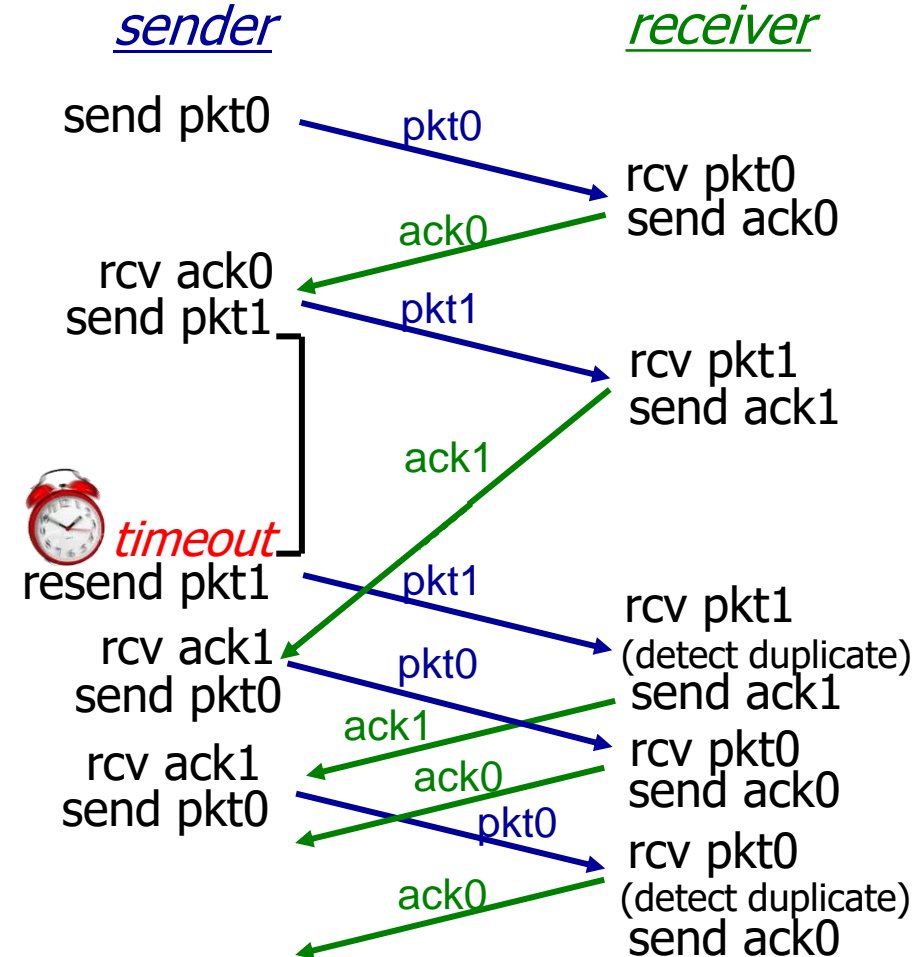 sender
receiver
send pkt0
pkt0
rcv pkt0
send ack0
ack0
rcv ack0
send pkt1
pkt1
rcv pkt1
send ack1
ack1
timeout
resend pkt1
pkt1
rcv pkt1
(detect duplicate)
send ack1
rcv ack1
send pkt0
pkt0
ack1
rcv pkt0
send ack0
rcv ack1
send pkt0
ack0
pkt0
rcv pkt0
(detect duplicate)
send ack0
ack0